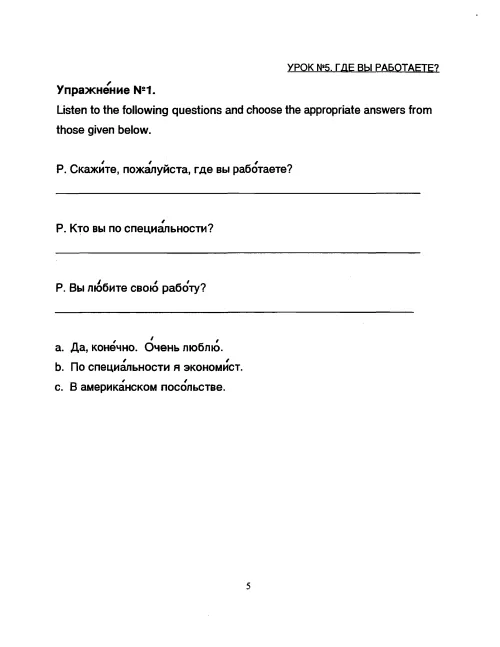 УРОК №5. ГДЕ ВЫ РАБОТАЕТЕ?
Упражне́ние №1.
Listen to the following questions and choose the appropriate answers from
those given below.
Р. Скажи́те, пожа́луйста, где вы рабо́таете?
Р. Кто вы по специа́льности?
Р. Вы лю́бите свою́ рабо́ту?
a. Да, коне́чно. О́чень люблю́.
b. По специа́льности я экономи́ст.
c. В америка́нском посо́льстве.
5